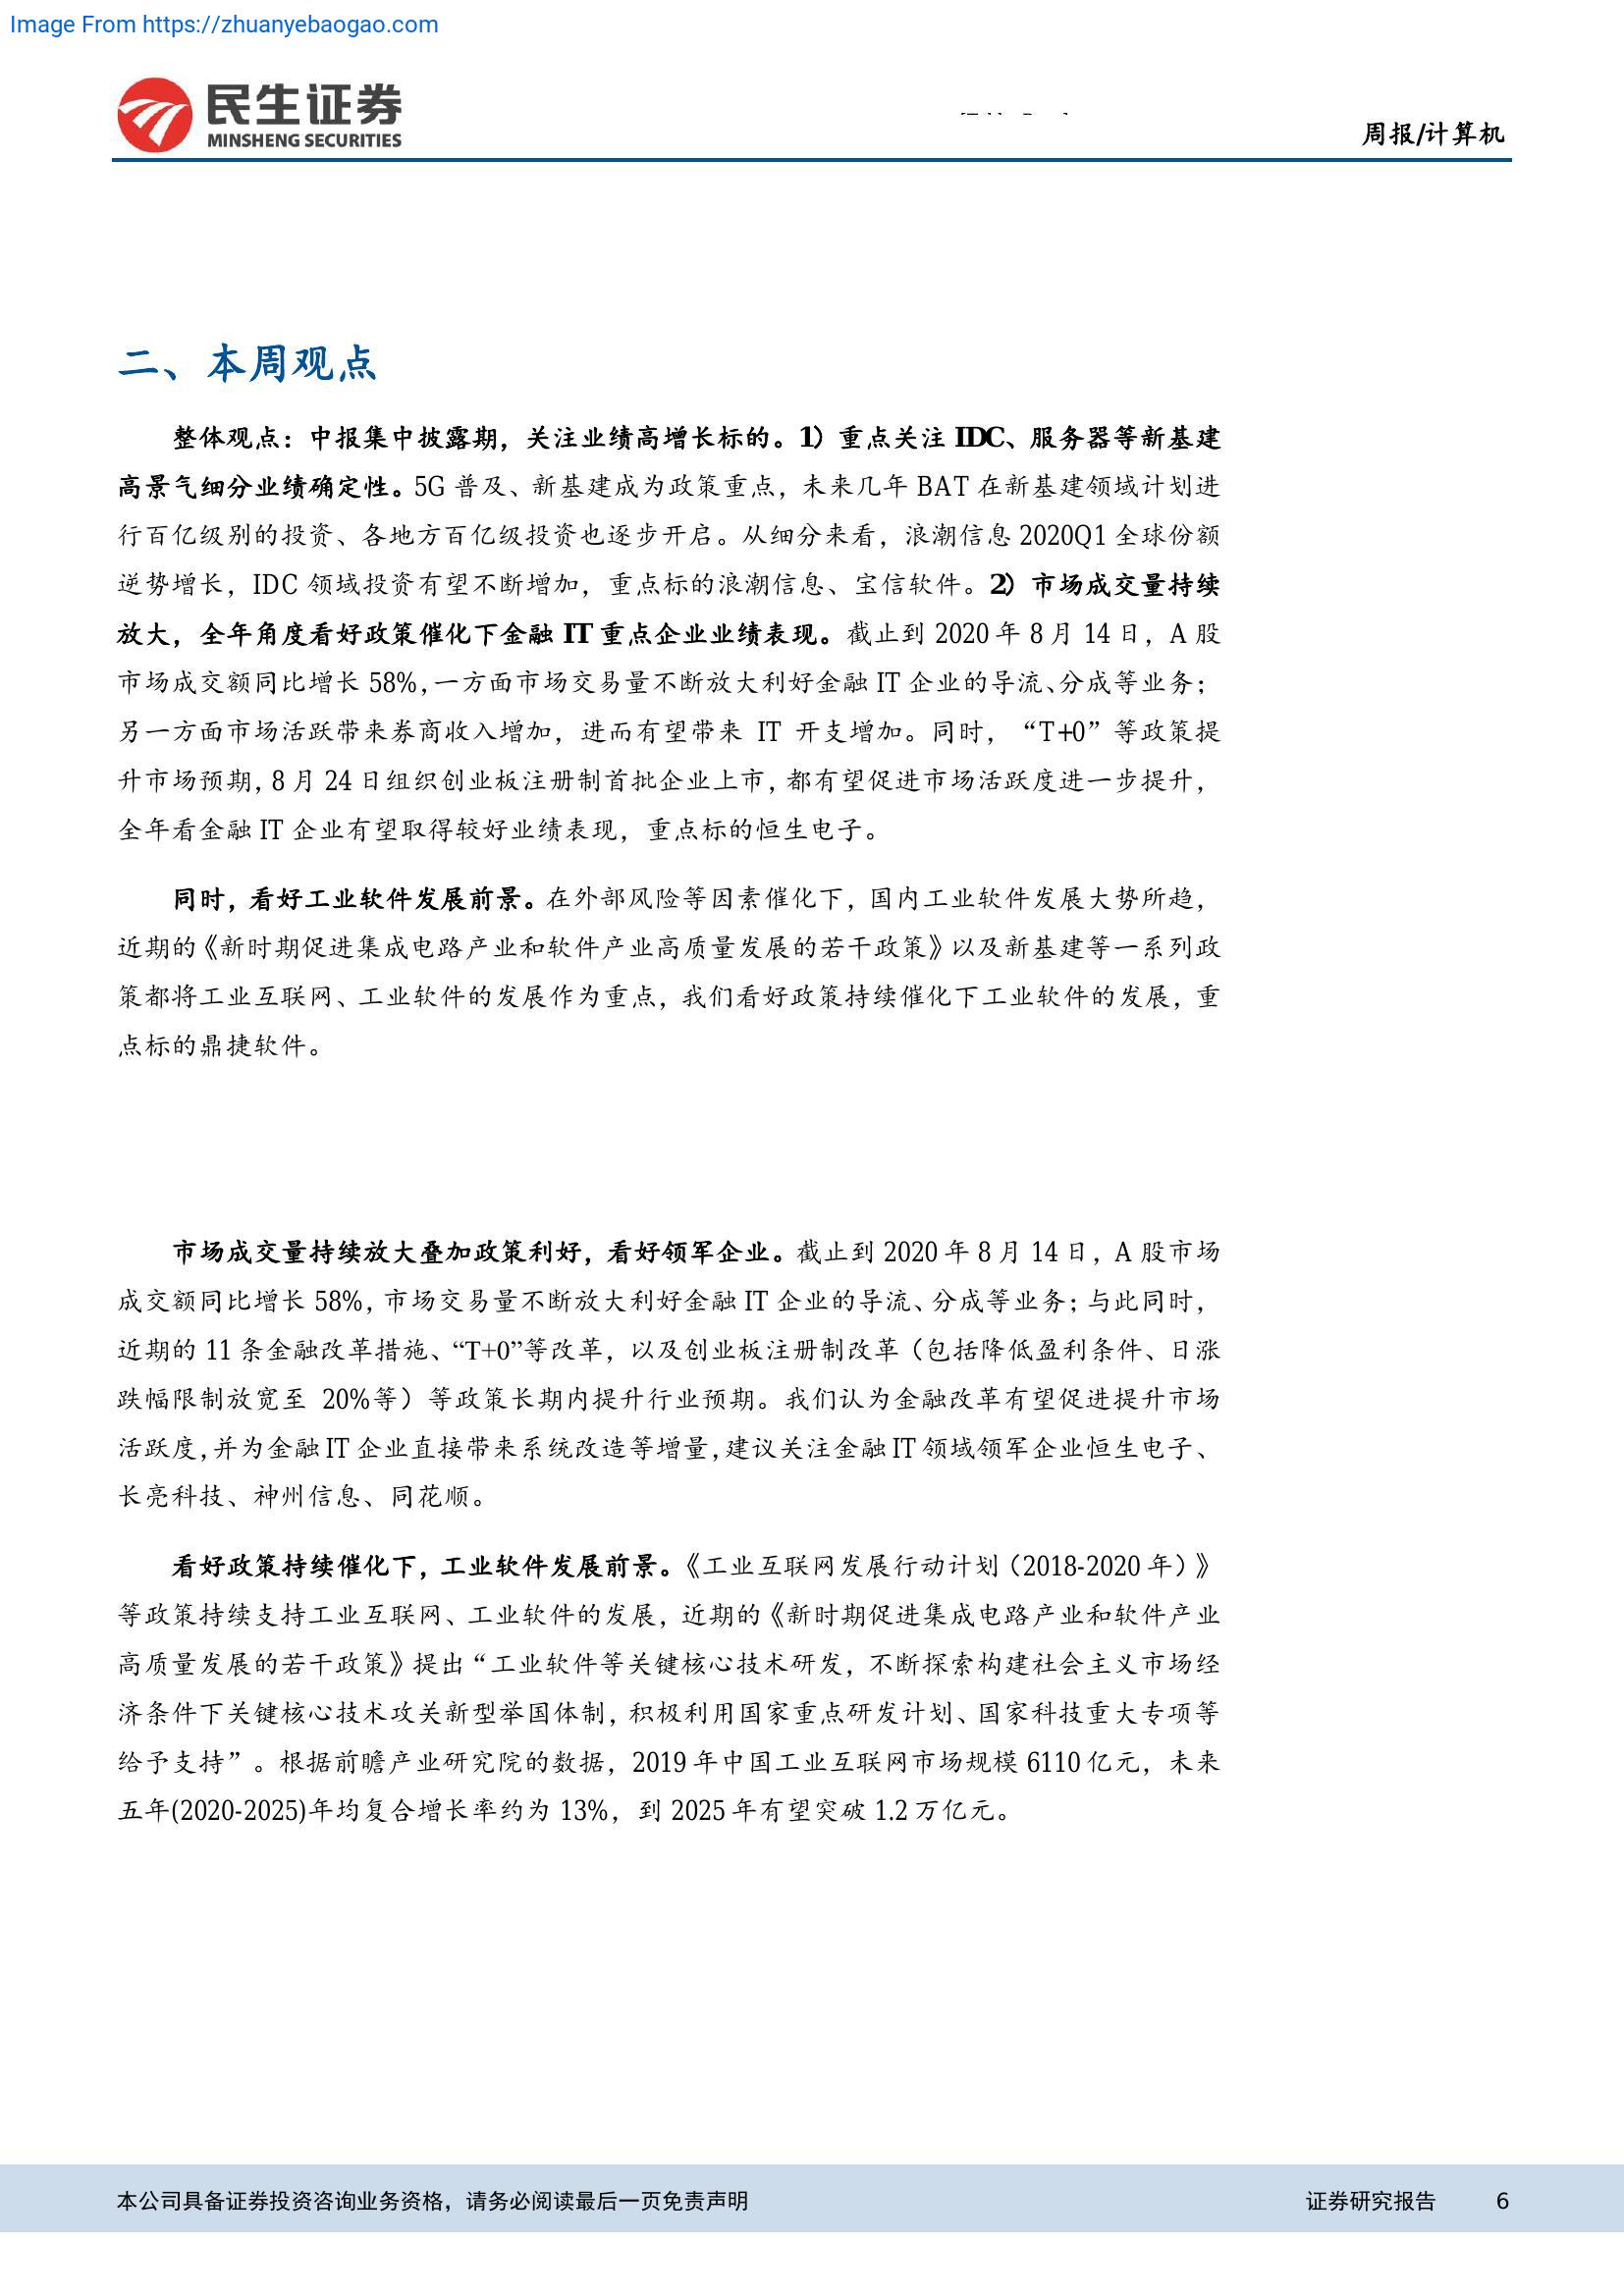 Image From https://zhuanyebaogao.com
民生证券
MINSHENG SECURITIES
周报/计算机
二、本周观点
整体观点：中报集中披露期，关注业绩高增长标的。1）重点关注 IDC、服务器等新基建
高景气细分业绩确定性。5G 普及、新基建成为政策重点，未来几年 BAT 在新基建领域计划进
行百亿级别的投资、各地方百亿级投资也逐步开启。从细分来看，浪潮信息 2020Q1 全球份额
逆势增长，IDC 领域投资有望不断增加，重点标的浪潮信息、宝信软件。2）市场成交量持续
放大，全年角度看好政策催化下金融 IT 重点企业业绩表现。截止到 2020 年 8 月 14 日，A 股
市场成交额同比增长 58%，一方面市场交易量不断放大利好金融 IT 企业的导流、分成等业务；
另一方面市场活跃带来券商收入增加，进而有望带来 IT 开支增加。同时，“T+0”等政策提
升市场预期，8 月 24 日组织创业板注册制首批企业上市，都有望促进市场活跃度进一步提升，
全年看金融 IT 企业有望取得较好业绩表现，重点标的恒生电子。
同时，看好工业软件发展前景。在外部风险等因素催化下，国内工业软件发展大势所趋，
近期的《新时期促进集成电路产业和软件产业高质量发展的若干政策》以及新基建等一系列政
策都将工业互联网、工业软件的发展作为重点，我们看好政策持续催化下工业软件的发展，重
点标的鼎捷软件。
市场成交量持续放大叠加政策利好，看好领军企业。截止到 2020 年 8 月 14 日，A 股市场
成交额同比增长 58%，市场交易量不断放大利好金融 IT 企业的导流、分成等业务；与此同时，
近期的 11 条金融改革措施、“T+0”等改革，以及创业板注册制改革（包括降低盈利条件、日涨
跌幅限制放宽至 20%等）等政策长期内提升行业预期。我们认为金融改革有望促进提升市场
活跃度，并为金融 IT 企业直接带来系统改造等增量，建议关注金融 IT 领域领军企业恒生电子、
长亮科技、神州信息、同花顺。
看好政策持续催化下，工业软件发展前景。《工业互联网发展行动计划（2018-2020 年）》
等政策持续支持工业互联网、工业软件的发展，近期的《新时期促进集成电路产业和软件产业
高质量发展的若干政策》提出“工业软件等关键核心技术研发，不断探索构建社会主义市场经
济条件下关键核心技术攻关新型举国体制，积极利用国家重点研发计划、国家科技重大专项等
给予支持”。根据前瞻产业研究院的数据，2019 年中国工业互联网市场规模 6110 亿元，未来
五年(2020-2025)年均复合增长率约为 13%，到 2025 年有望突破 1.2 万亿元。
本公司具备证券投资咨询业务资格，请务必阅读最后一页免责声明
证券研究报告 6